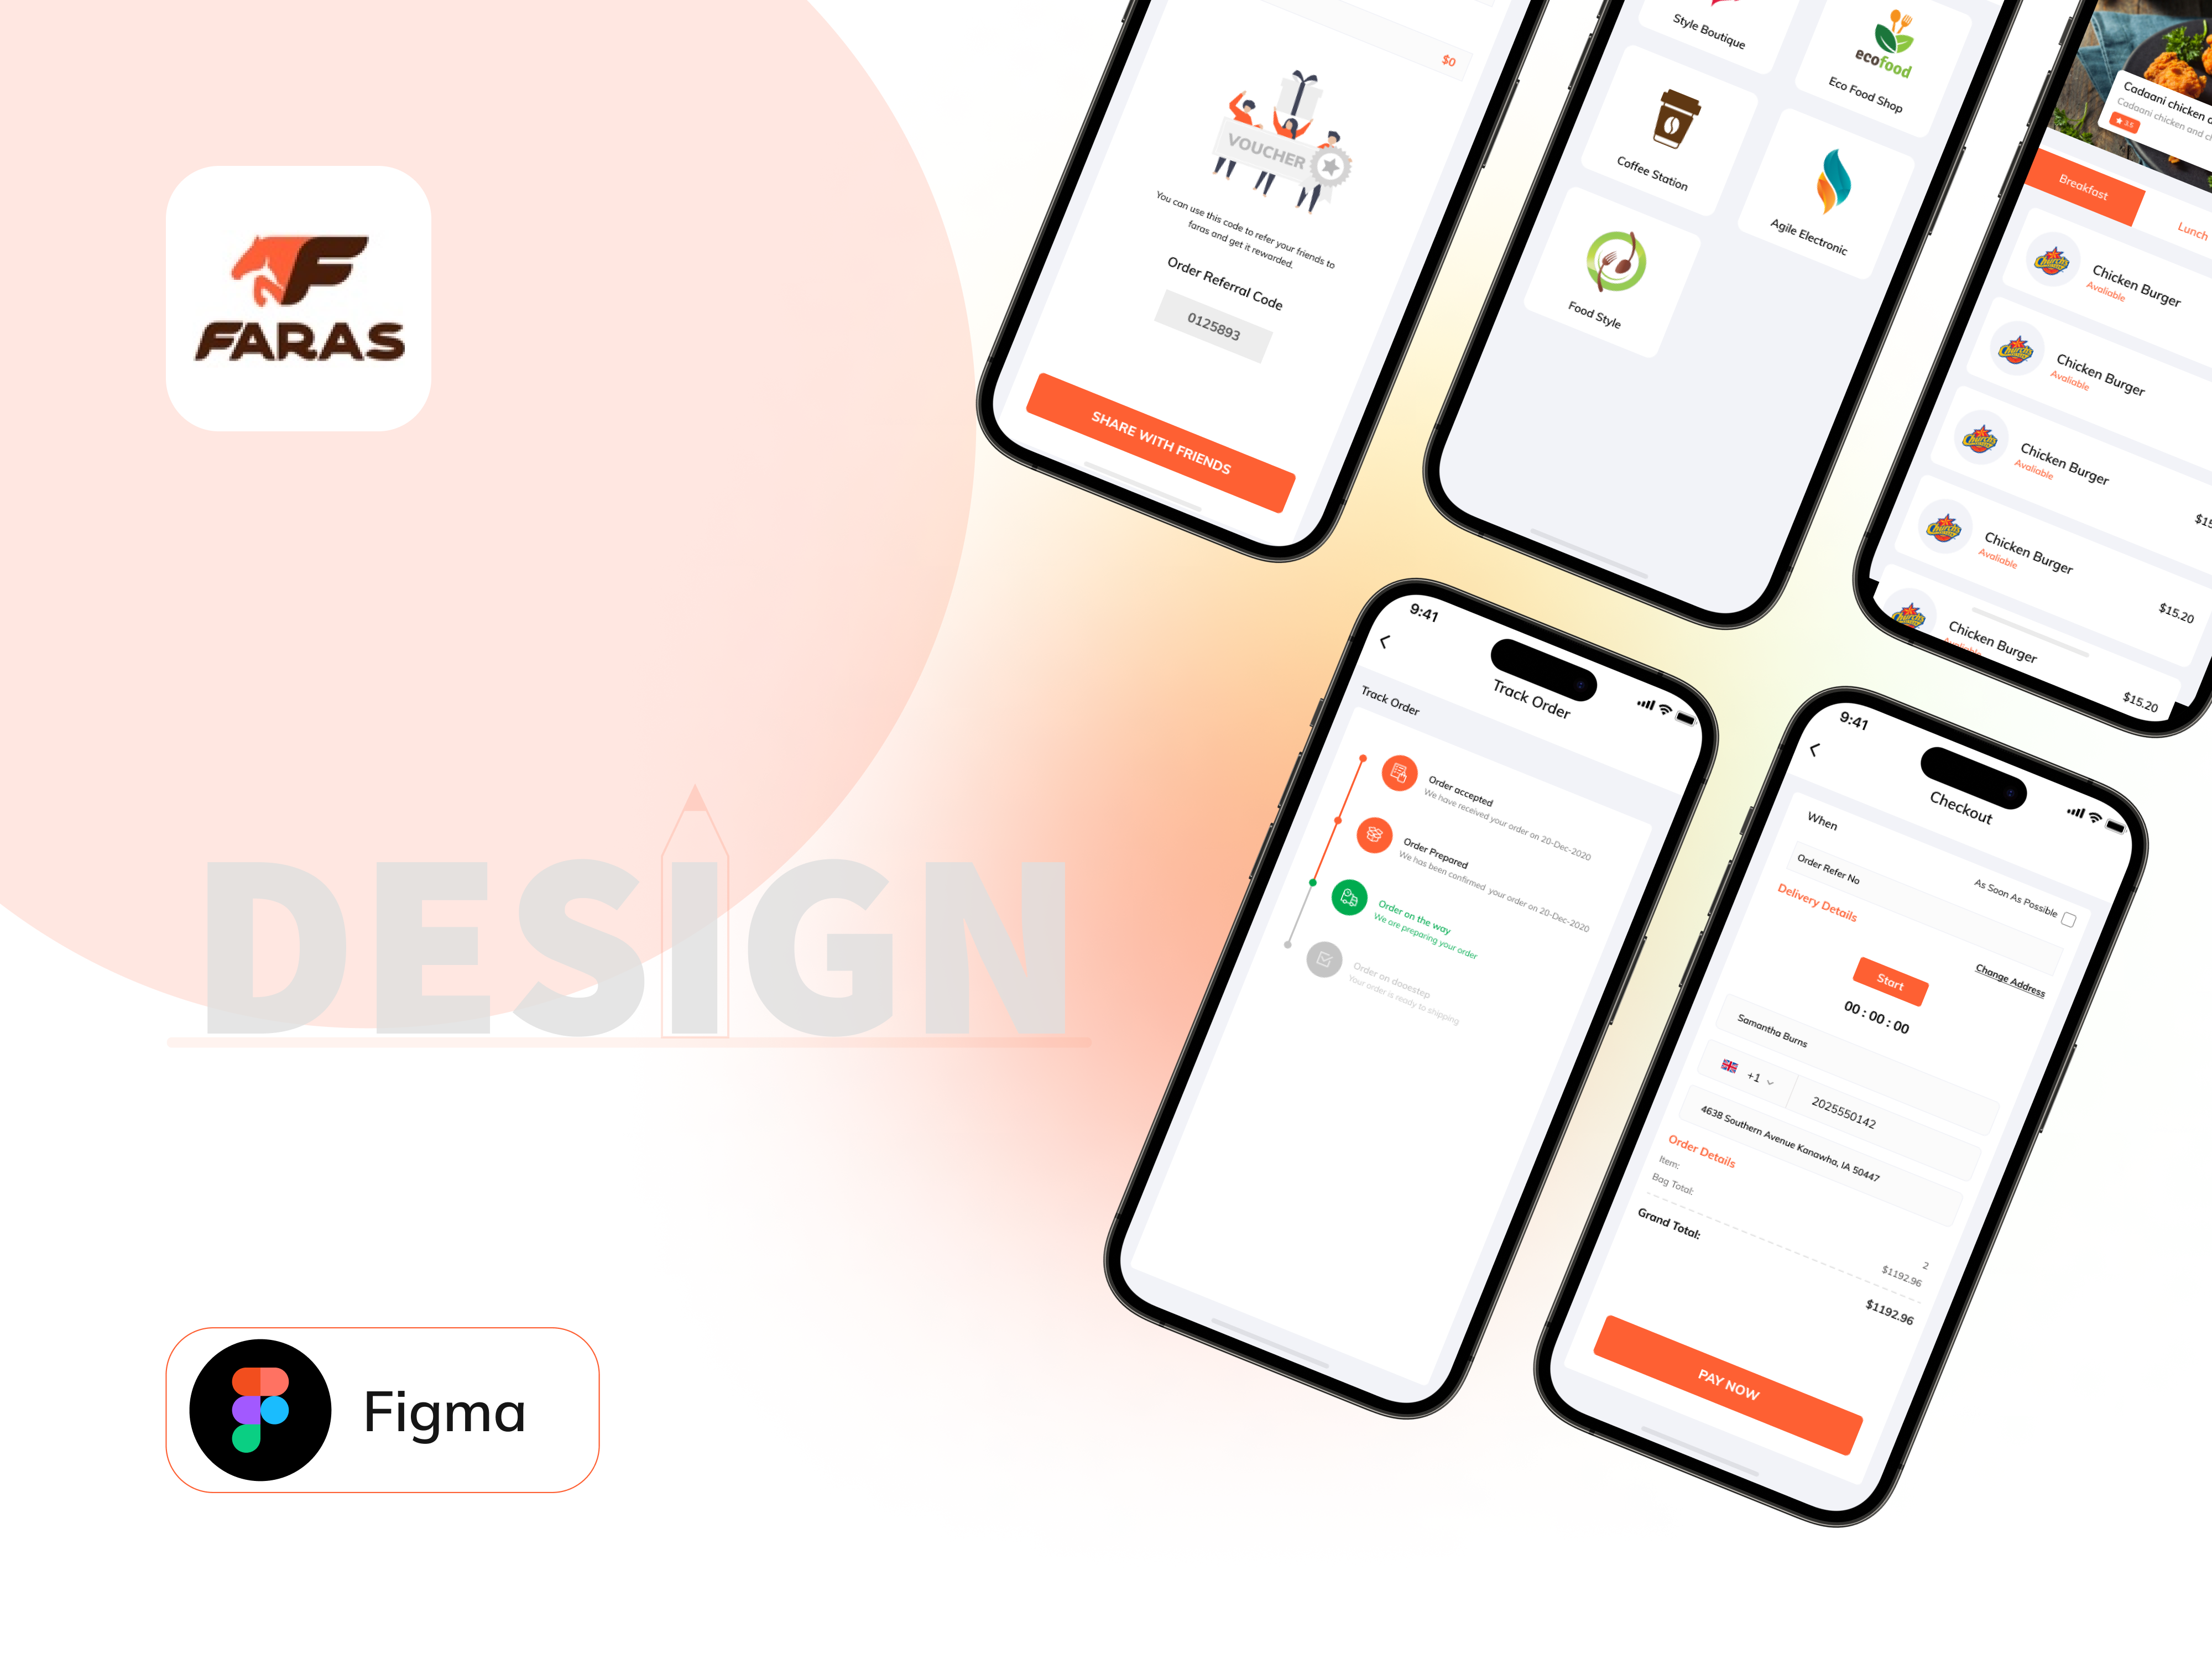 FARAS
DESIGN
Figma
$0
VOUCHER
You can use this code to refer your friends to
faras and get it rewarded.
Order Referral Code
0125893
SHARE WITH FRIENDS
Style Boutique
ecofood
Eco Food Shop
Coffee Station
Agile Electronic
Food Style
Cadaani chicken
Cadaani chicken and
3.5
Breakfast
Lunch
Church's
Chicken Burger
Avaliable
Church's
Chicken Burger
Avaliable
Church's
Chicken Burger
Avaliable
Church's
Chicken Burger
Avaliable
$15.20
Chicken Burger
Avaliable
$15.20
9:41
Track Order
Track Order
Order accepted
We have received your order on 20-Dec-2020
Order Prepared
We has been confirmed your order on 20-Dec-2020
Order on the way
We are preparing your order
Order on dooestep
Your order is ready to shipping
9:41
Checkout
When
As Soon As Possible
Order Refer No
Delivery Details
Change Address
Start
00 : 00 : 00
Samantha Burns
+1
2025550142
4638 Southern Avenue Kanawha, IA 50447
Order Details
Item:
2
Bag Total:
$1192.96
Grand Total:
$1192.96
PAY NOW